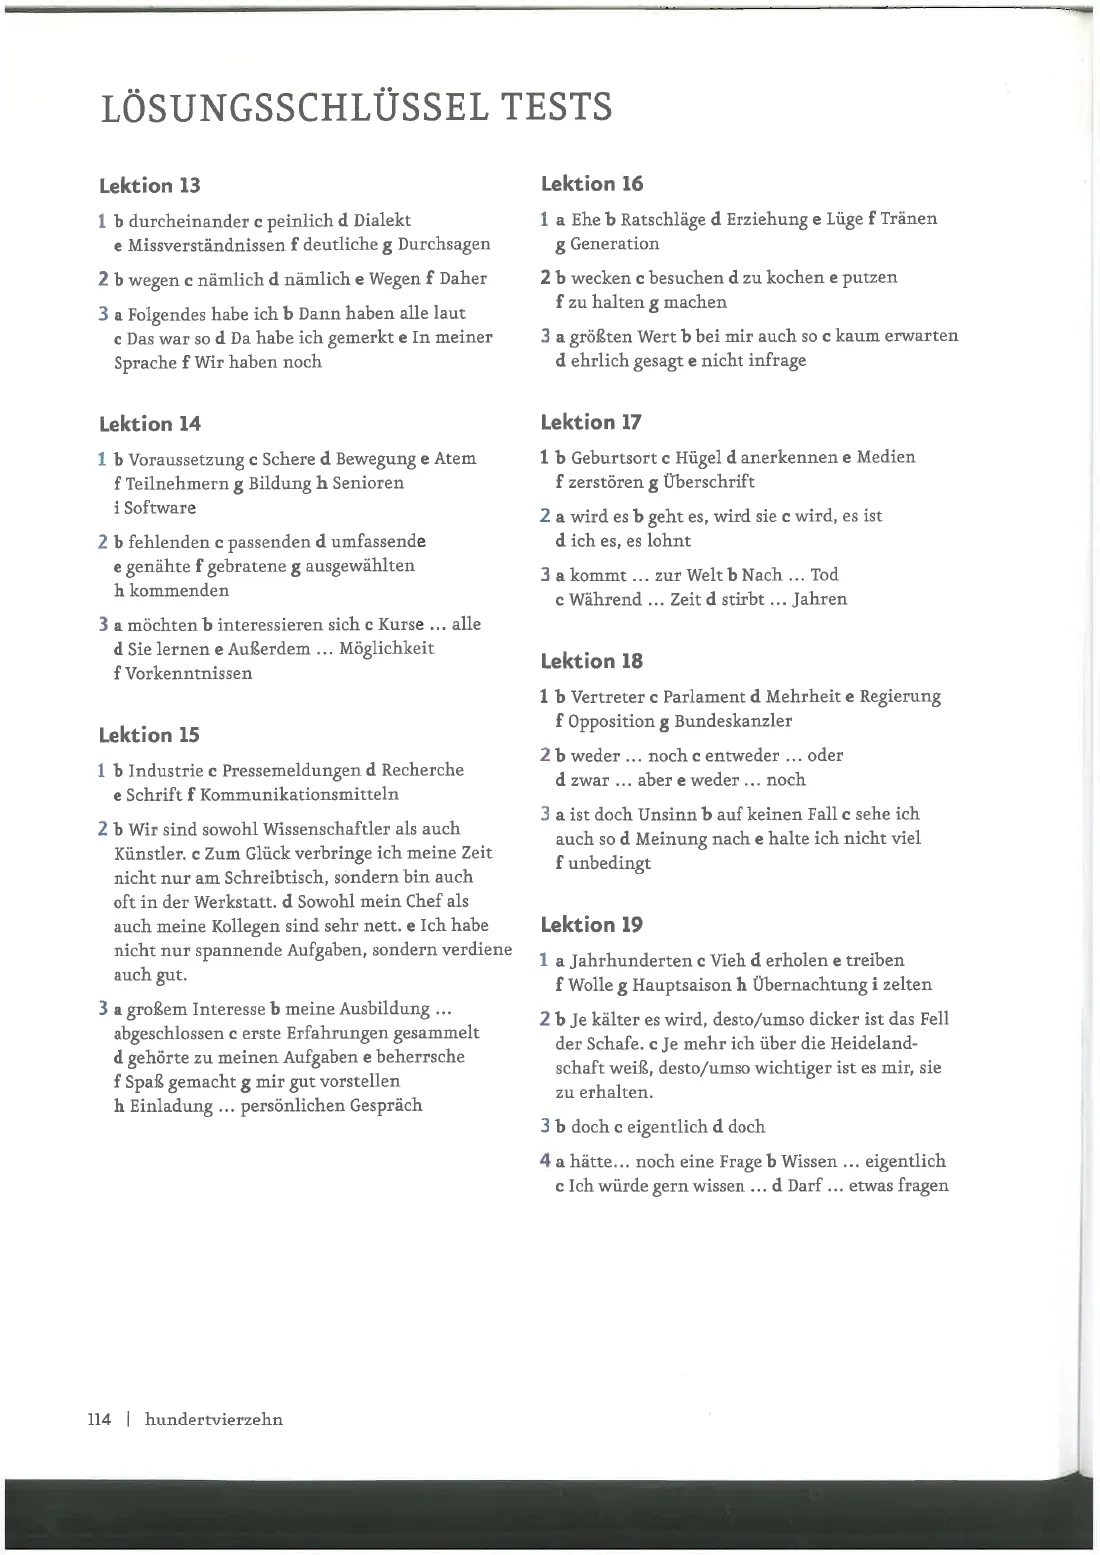 LÖSUNGSSCHLÜSSEL TESTS
Lektion 13
1 b durcheinander c peinlich d Dialekt
e Missverständnissen f deutliche g Durchsagen
2 b wegen c nämlich d nämlich e Wegen f Daher
3 a Folgendes habe ich b Dann haben alle laut
c Das war so d Da habe ich gemerkt e In meiner
Sprache f Wir haben noch
Lektion 14
1 b Voraussetzung c Schere d Bewegung e Atem
f Teilnehmern g Bildung h Senioren
i Software
2 b fehlenden c passenden d umfassende
e genähte f gebratene g ausgewählten
h kommenden
3 a möchten b interessieren sich c Kurse ... alle
d Sie lernen e Außerdem ... Möglichkeit
f Vorkenntnissen
Lektion 15
1 b Industrie c Pressemeldungen d Recherche
e Schrift f Kommunikationsmitteln
2 b Wir sind sowohl Wissenschaftler als auch
Künstler. c Zum Glück verbringe ich meine Zeit
nicht nur am Schreibtisch, sondern bin auch
oft in der Werkstatt. d Sowohl mein Chef als
auch meine Kollegen sind sehr nett. e Ich habe
nicht nur spannende Aufgaben, sondern verdiene
auch gut.
3 a großem Interesse b meine Ausbildung ...
abgeschlossen c erste Erfahrungen gesammelt
d gehörte zu meinen Aufgaben e beherrsche
f Spaß gemacht g mir gut vorstellen
h Einladung ... persönlichen Gespräch
Lektion 16
1 a Ehe b Ratschläge d Erziehung e Lüge f Tränen
g Generation
2 b wecken c besuchen d zu kochen e putzen
f zu halten g machen
3 a größten Wert b bei mir auch so c kaum erwarten
d ehrlich gesagt e nicht infrage
Lektion 17
1 b Geburtsort c Hügel d anerkennen e Medien
f zerstören g Überschrift
2 a wird es b geht es, wird sie c wird, es ist
d ich es, es lohnt
3 a kommt ... zur Welt b Nach ... Tod
c Während ... Zeit d stirbt ... Jahren
Lektion 18
1 b Vertreter c Parlament d Mehrheit e Regierung
f Opposition g Bundeskanzler
2 b weder ... noch c entweder ... oder
d zwar ... aber e weder ... noch
3 a ist doch Unsinn b auf keinen Fall c sehe ich
auch so d Meinung nach e halte ich nicht viel
f unbedingt
Lektion 19
1 a Jahrhunderten c Vieh d erholen e treiben
f Wolle g Hauptsaison h Übernachtung i zelten
2 b Je kälter es wird, desto/umso dicker ist das Fell
der Schafe. c Je mehr ich über die Heideland-
schaft weiß, desto/umso wichtiger ist es mir, sie
zu erhalten.
3 b doch c eigentlich d doch
4 a hätte... noch eine Frage b Wissen ... eigentlich
c Ich würde gern wissen ... d Darf ... etwas fragen
114 | hundertvierzehn